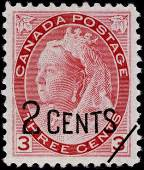 CANADA POSTAGE
2 CENTS
3 THREE CENTS 3